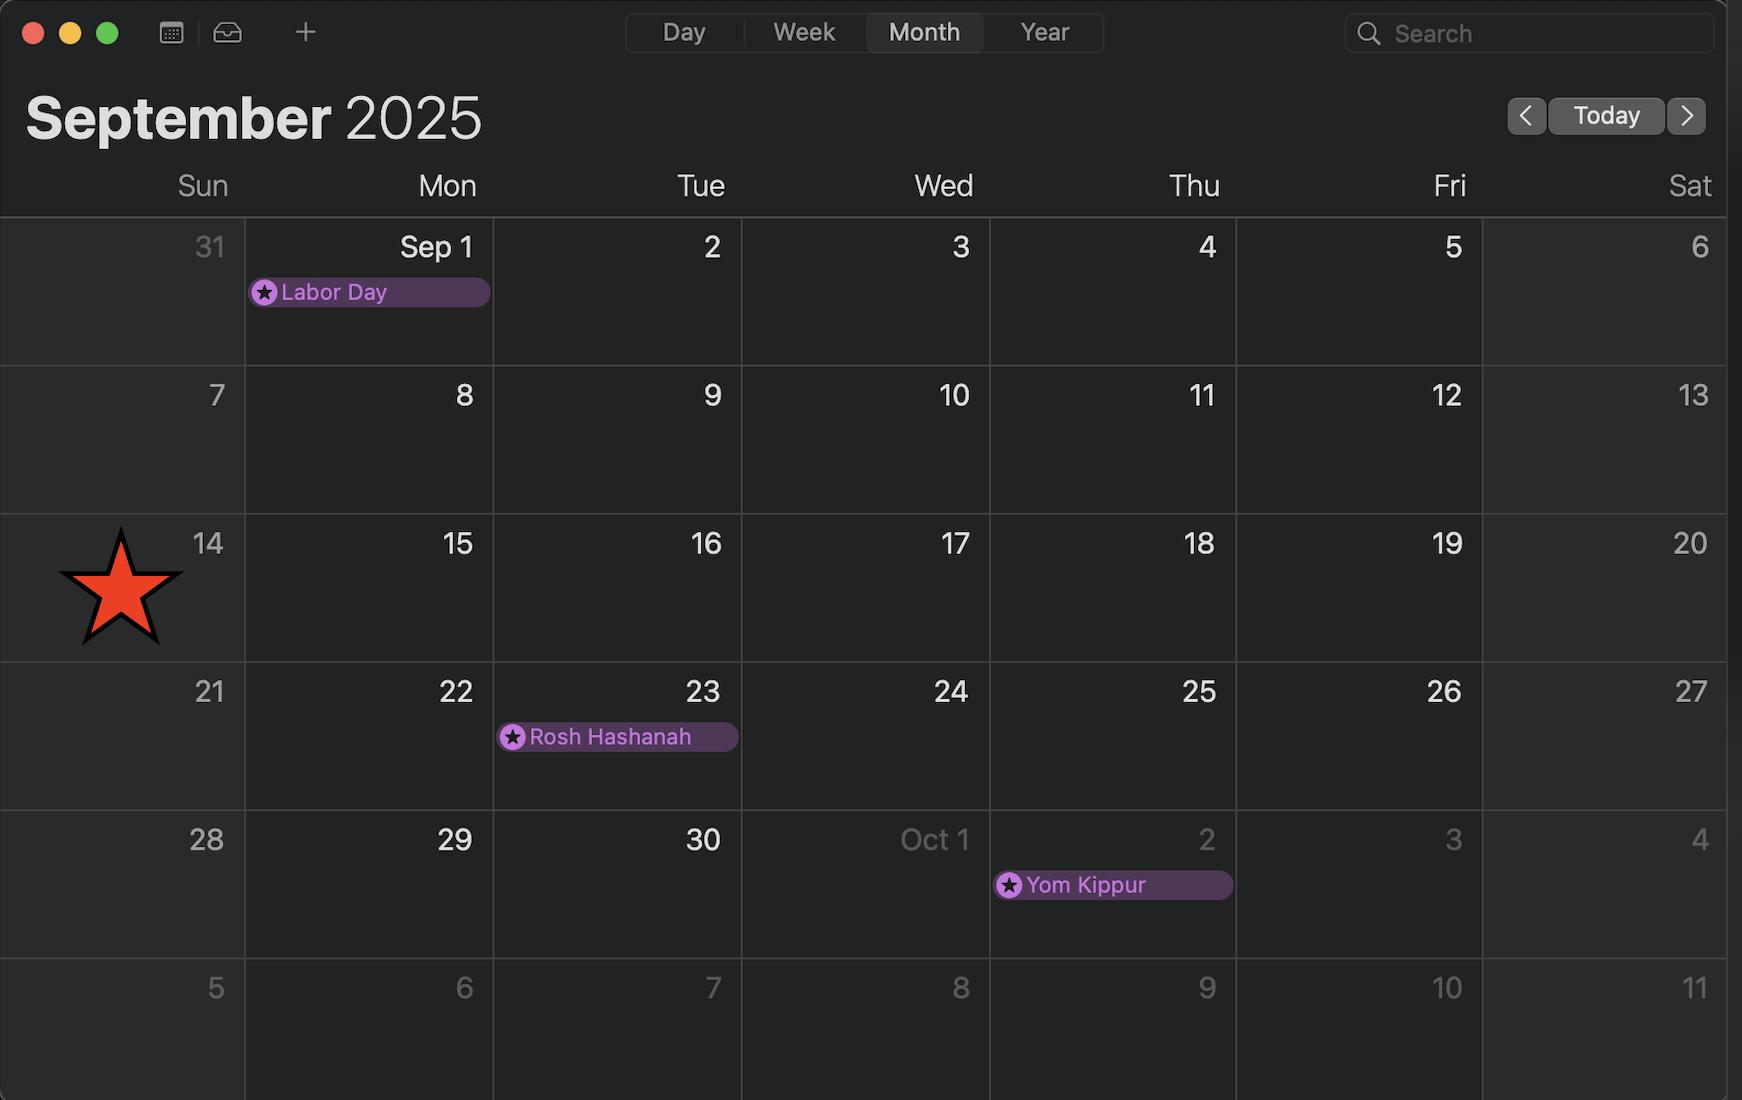 Day Week Month Year Search
September 2025 Today
Sun Mon Tue Wed Thu Fri Sat
31 Sep 1 2 3 4 5 6
Labor Day
7 8 9 10 11 12 13
14 15 16 17 18 19 20
21 22 23 24 25 26 27
Rosh Hashanah
28 29 30 Oct 1 2 3 4
Yom Kippur
5 6 7 8 9 10 11